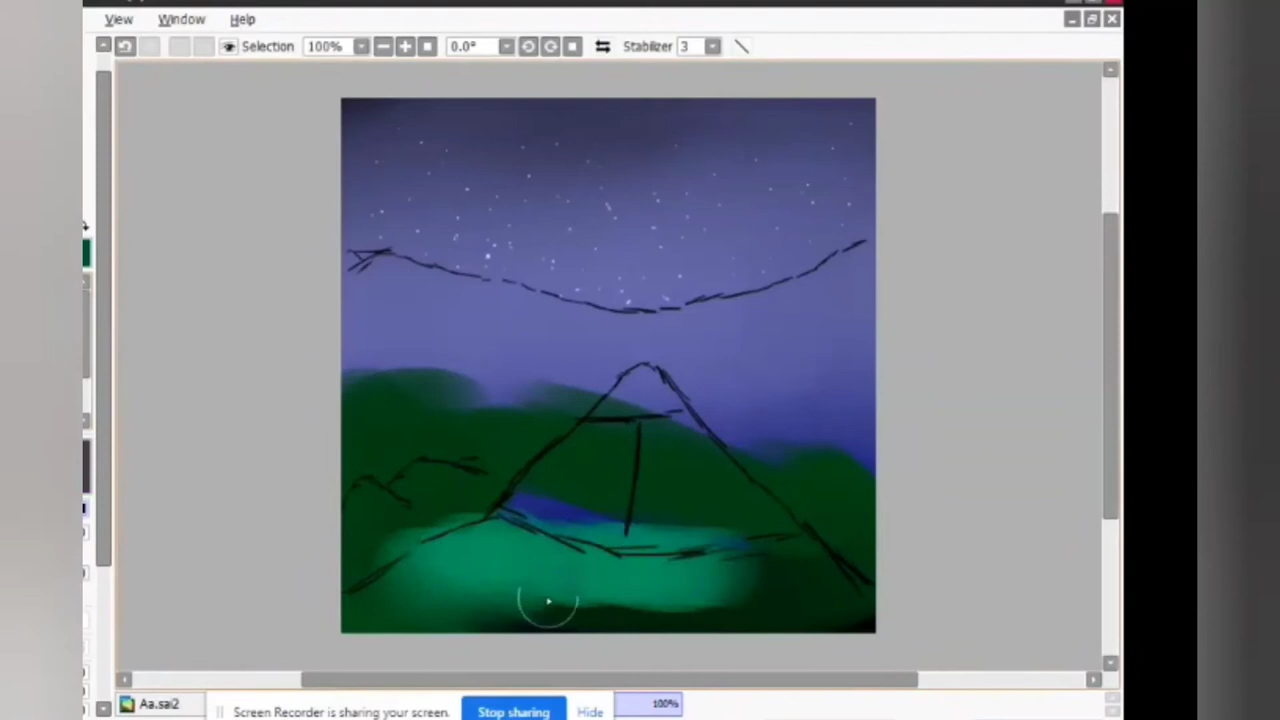 View Window Help
Selection 100% 0.0° Stabilizer 3
Aa.sai2 100%
Screen Recorder is sharing your screen. Stop sharing Hide